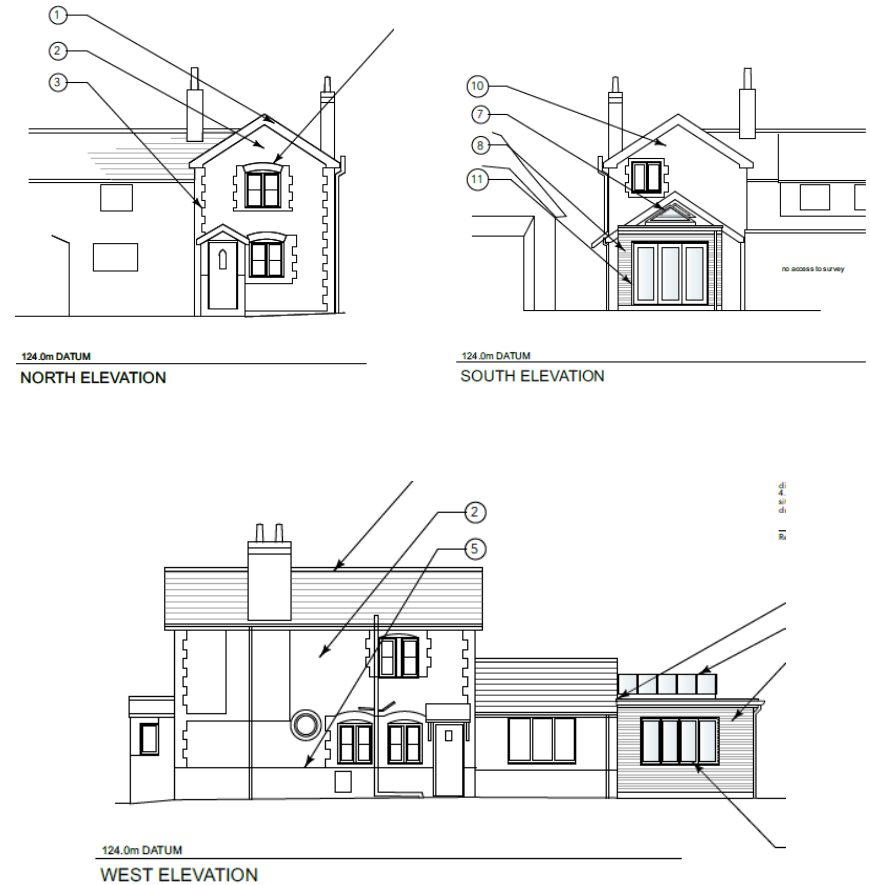 1
2
3
10
7
8
11
no access to survey
124.0m DATUM
NORTH ELEVATION
124.0m DATUM
SOUTH ELEVATION
4.
2
5
124.0m DATUM
WEST ELEVATION